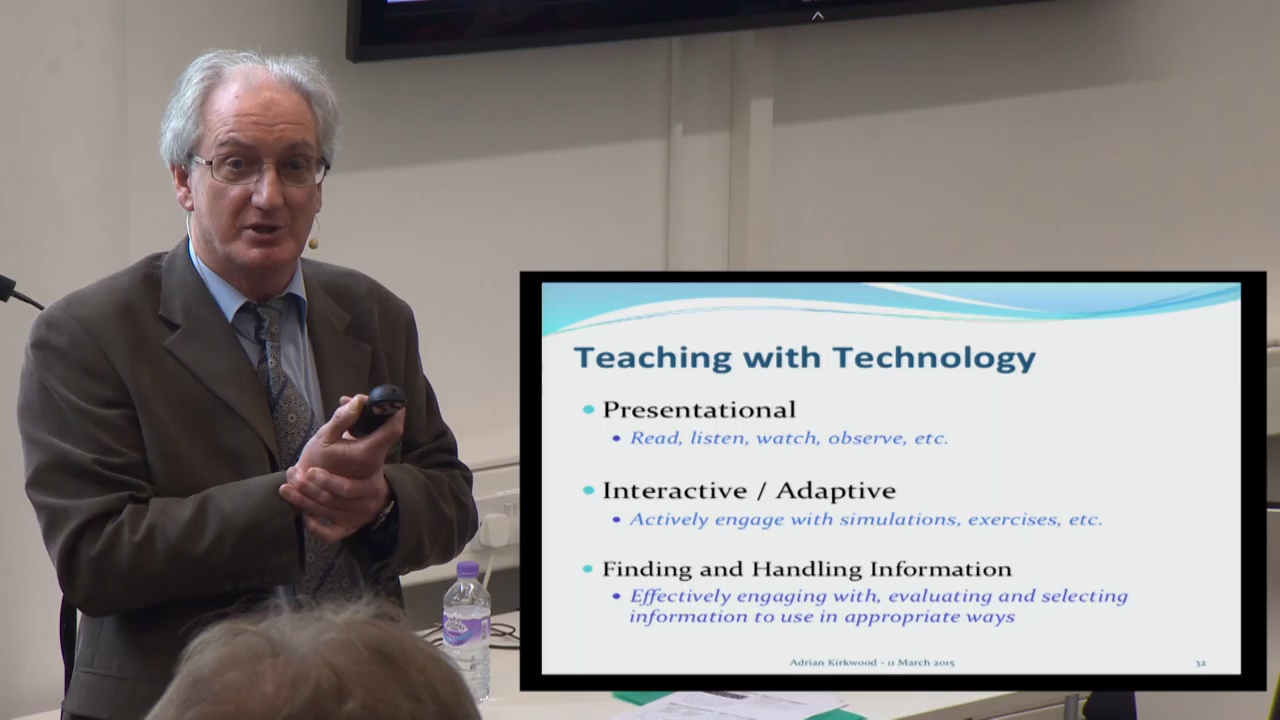 Teaching with Technology
Presentational
Read, listen, watch, observe, etc.
Interactive / Adaptive
Actively engage with simulations, exercises, etc.
Finding and Handling Information
Effectively engaging with, evaluating and selecting
information to use in appropriate ways
Adrian Kirkwood - 11 March 2015
32